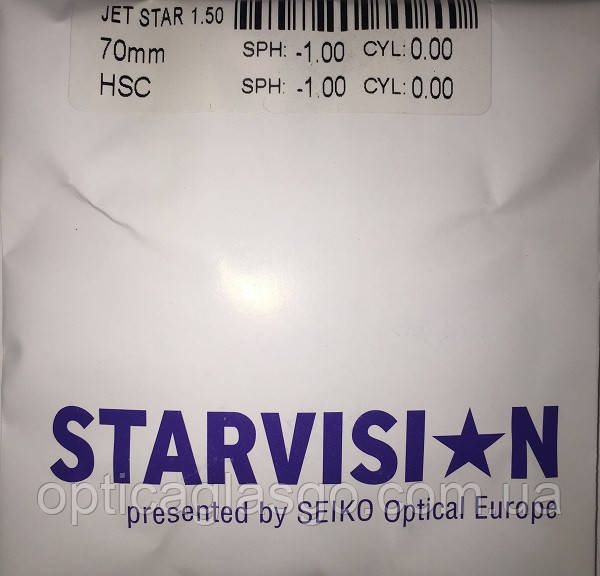 JET STAR 1.50
70mm SPH: -1.00 CYL: 0.00
HSC SPH: -1.00 CYL: 0.00
STARVISI★N
opticaglasgo.com.ua
presented by SEIKO Optical Europe